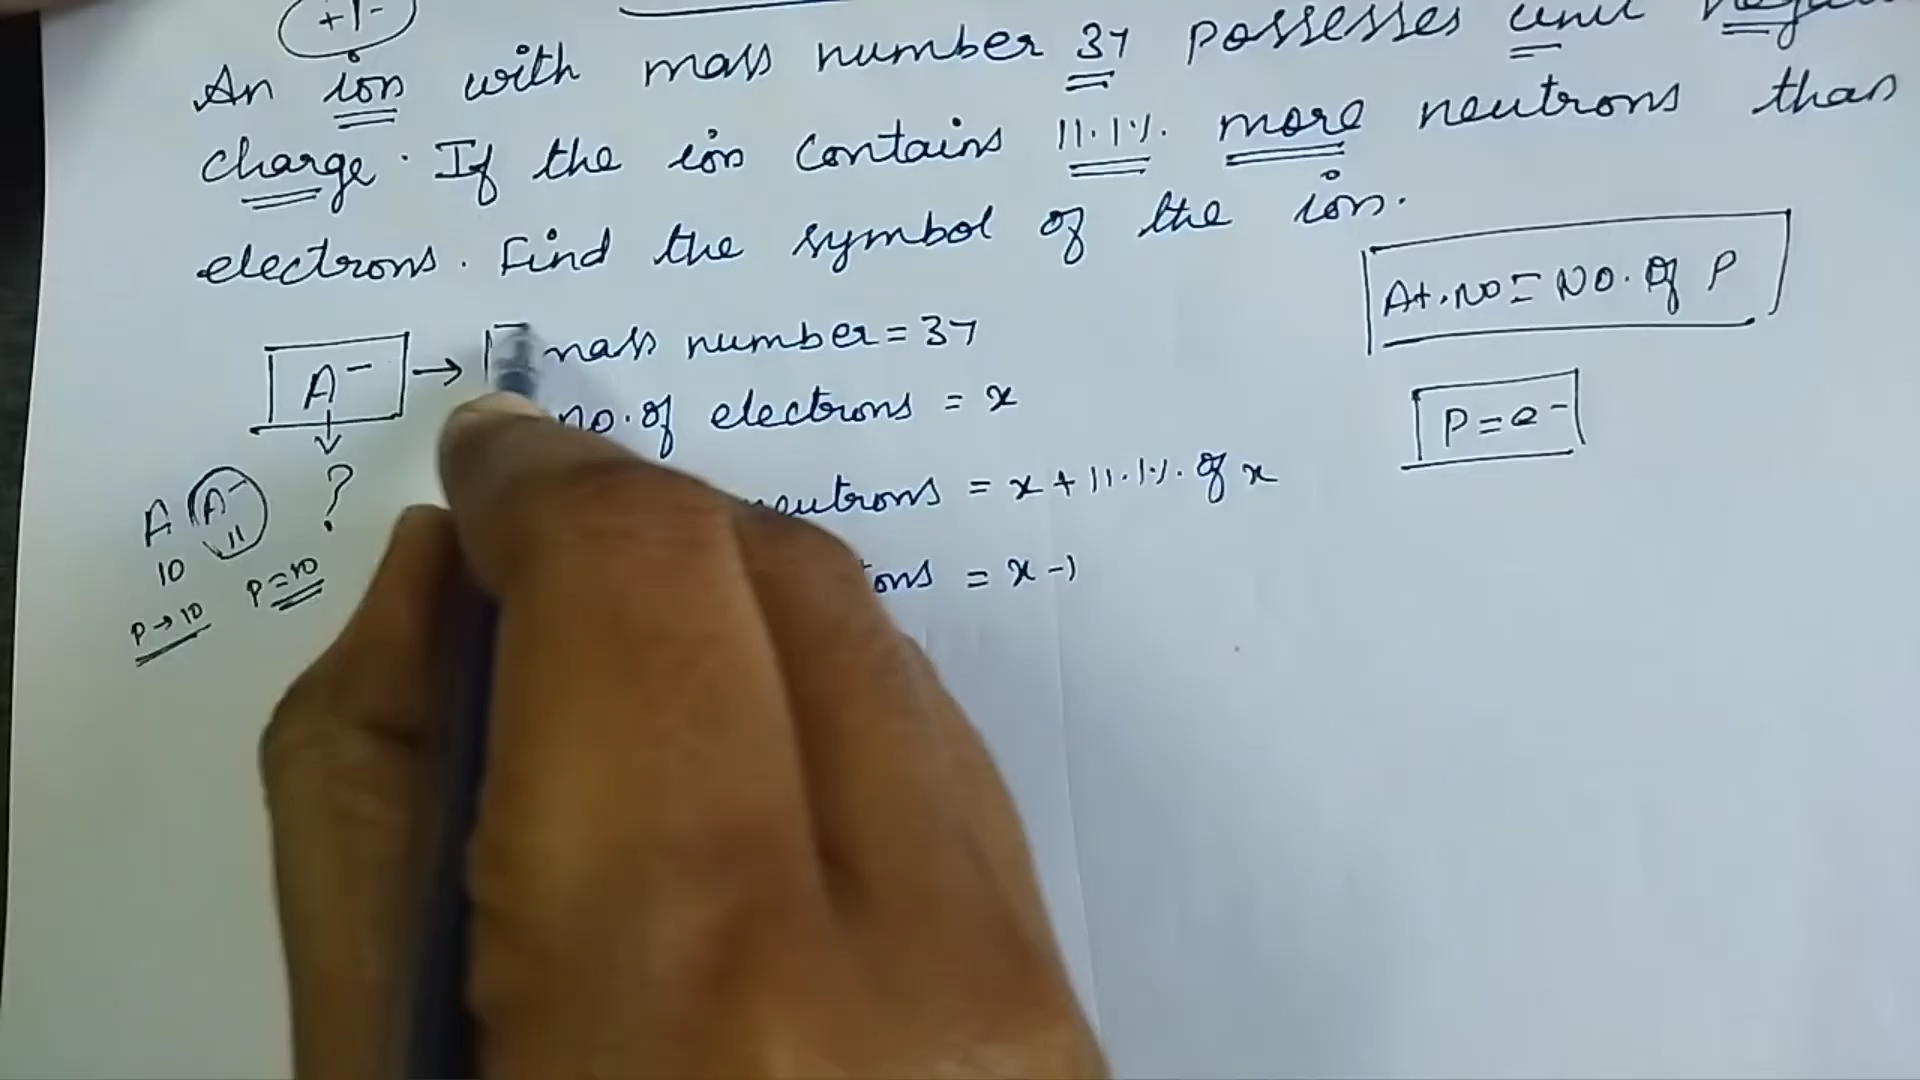 +1-
An ion with mass number 37 possesses unit
charge. If the ion contains 11.1% more neutrons than
electrons. Find the symbol of the ion.
At.no = No. of P
P = e-
A- → mass number = 37
no. of electrons = x
neutrons = x + 11.1% of x
= x-1
?
A A-
10 11
P→10 P=10